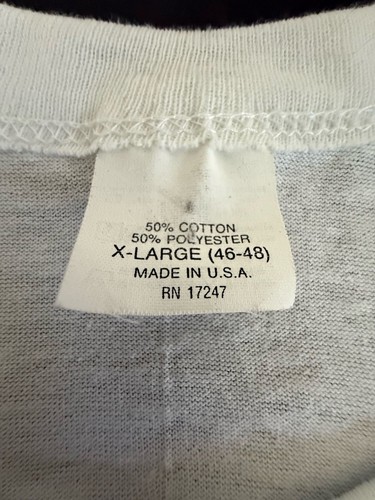 50% COTTON
50% POLYESTER
X-LARGE (46-48)
MADE IN U.S.A.
RN 17247